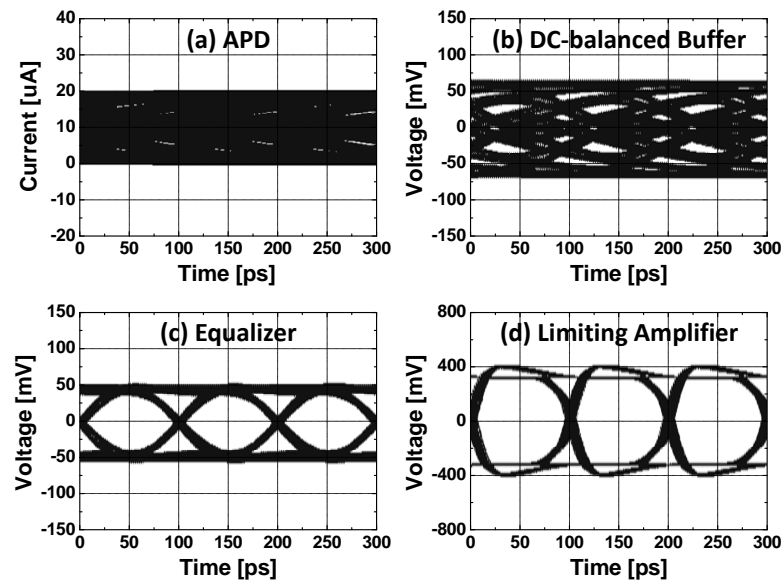 (a) APD
Current [uA]
40
30
20
10
0
-10
-20
0 50 100 150 200 250 300
Time [ps]
(b) DC-balanced Buffer
Voltage [mV]
150
100
50
0
-50
-100
-150
0 50 100 150 200 250 300
Time [ps]
(c) Equalizer
Voltage [mV]
150
100
50
0
-50
-100
-150
0 50 100 150 200 250 300
Time [ps]
(d) Limiting Amplifier
Voltage [mV]
800
400
0
-400
-800
0 50 100 150 200 250 300
Time [ps]